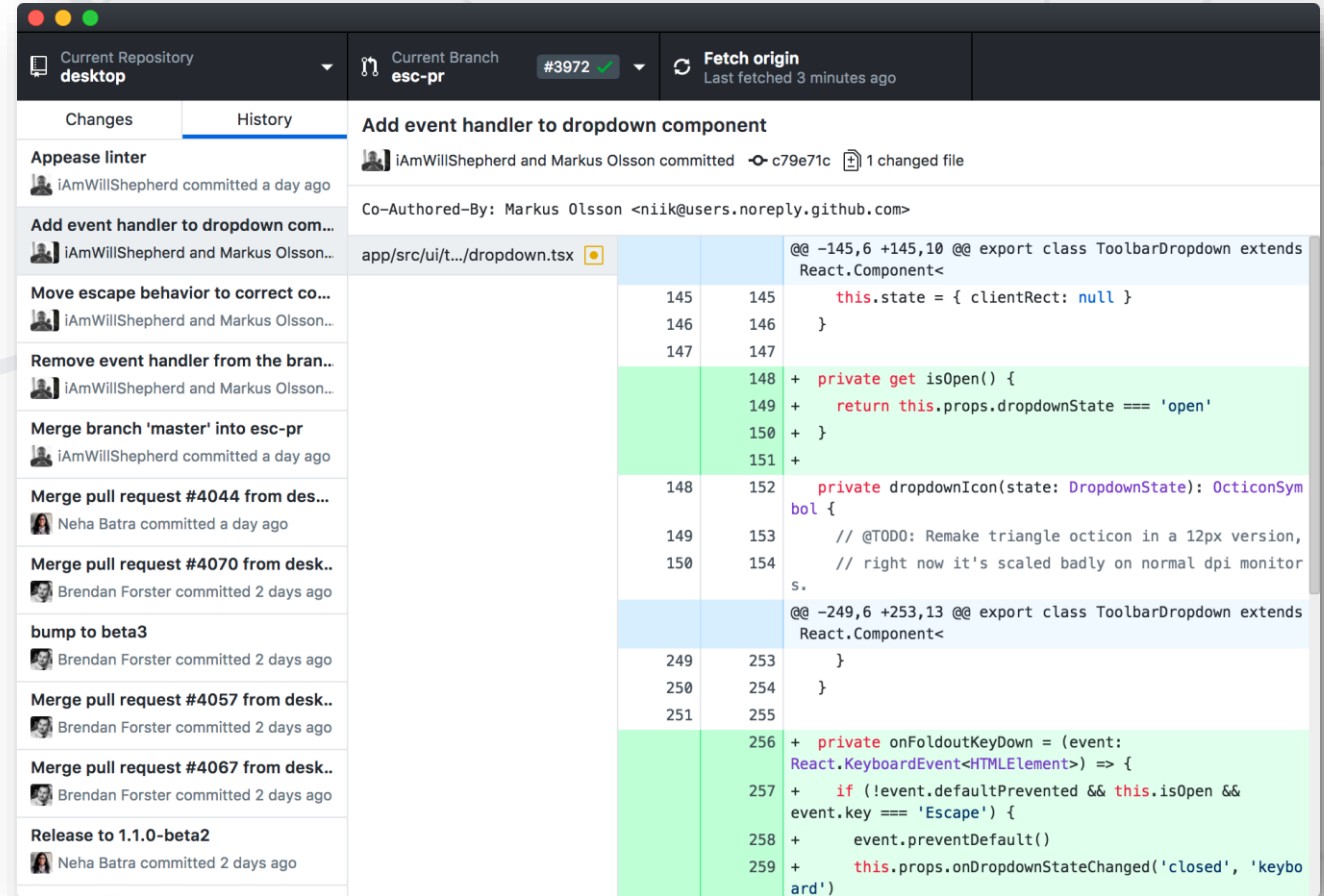 Current Repository
desktop
Current Branch
esc-pr
#3972
Fetch origin
Last fetched 3 minutes ago
Changes
History
Appease linter
iAmWillShepherd committed a day ago
Add event handler to dropdown com...
iAmWillShepherd and Markus Olsson...
Move escape behavior to correct co...
iAmWillShepherd and Markus Olsson...
Remove event handler from the bran...
iAmWillShepherd and Markus Olsson...
Merge branch 'master' into esc-pr
iAmWillShepherd committed a day ago
Merge pull request #4044 from des...
Neha Batra committed a day ago
Merge pull request #4070 from desk...
Brendan Forster committed 2 days ago
bump to beta3
Brendan Forster committed 2 days ago
Merge pull request #4057 from desk...
Brendan Forster committed 2 days ago
Merge pull request #4067 from desk...
Brendan Forster committed 2 days ago
Release to 1.1.0-beta2
Neha Batra committed 2 days ago
Add event handler to dropdown component
iAmWillShepherd and Markus Olsson committed c79e71c 1 changed file
Co-Authored-By: Markus Olsson <niik@users.noreply.github.com>
app/src/ui/t.../dropdown.tsx
@@ -145,6 +145,10 @@ export class ToolbarDropdown extends
React.Component<
145 145 this.state = { clientRect: null }
146 146 }
147 147
148 + private get isOpen() {
149 + return this.props.dropdownState === 'open'
150 + }
151 +
148 152 private dropdownIcon(state: DropdownState): OcticonSym
bol {
149 153 // @TODO: Remake triangle octicon in a 12px version,
150 154 // right now it's scaled badly on normal dpi monitor
s.
@@ -249,6 +253,13 @@ export class ToolbarDropdown extends
React.Component<
249 253 }
250 254 }
251 255
256 + private onFoldoutKeyDown = (event:
React.KeyboardEvent<HTMLElement>) => {
257 + if (!event.defaultPrevented && this.isOpen &&
event.key === 'Escape') {
258 + event.preventDefault()
259 + this.props.onDropdownStateChanged('closed', 'keybo
ard')